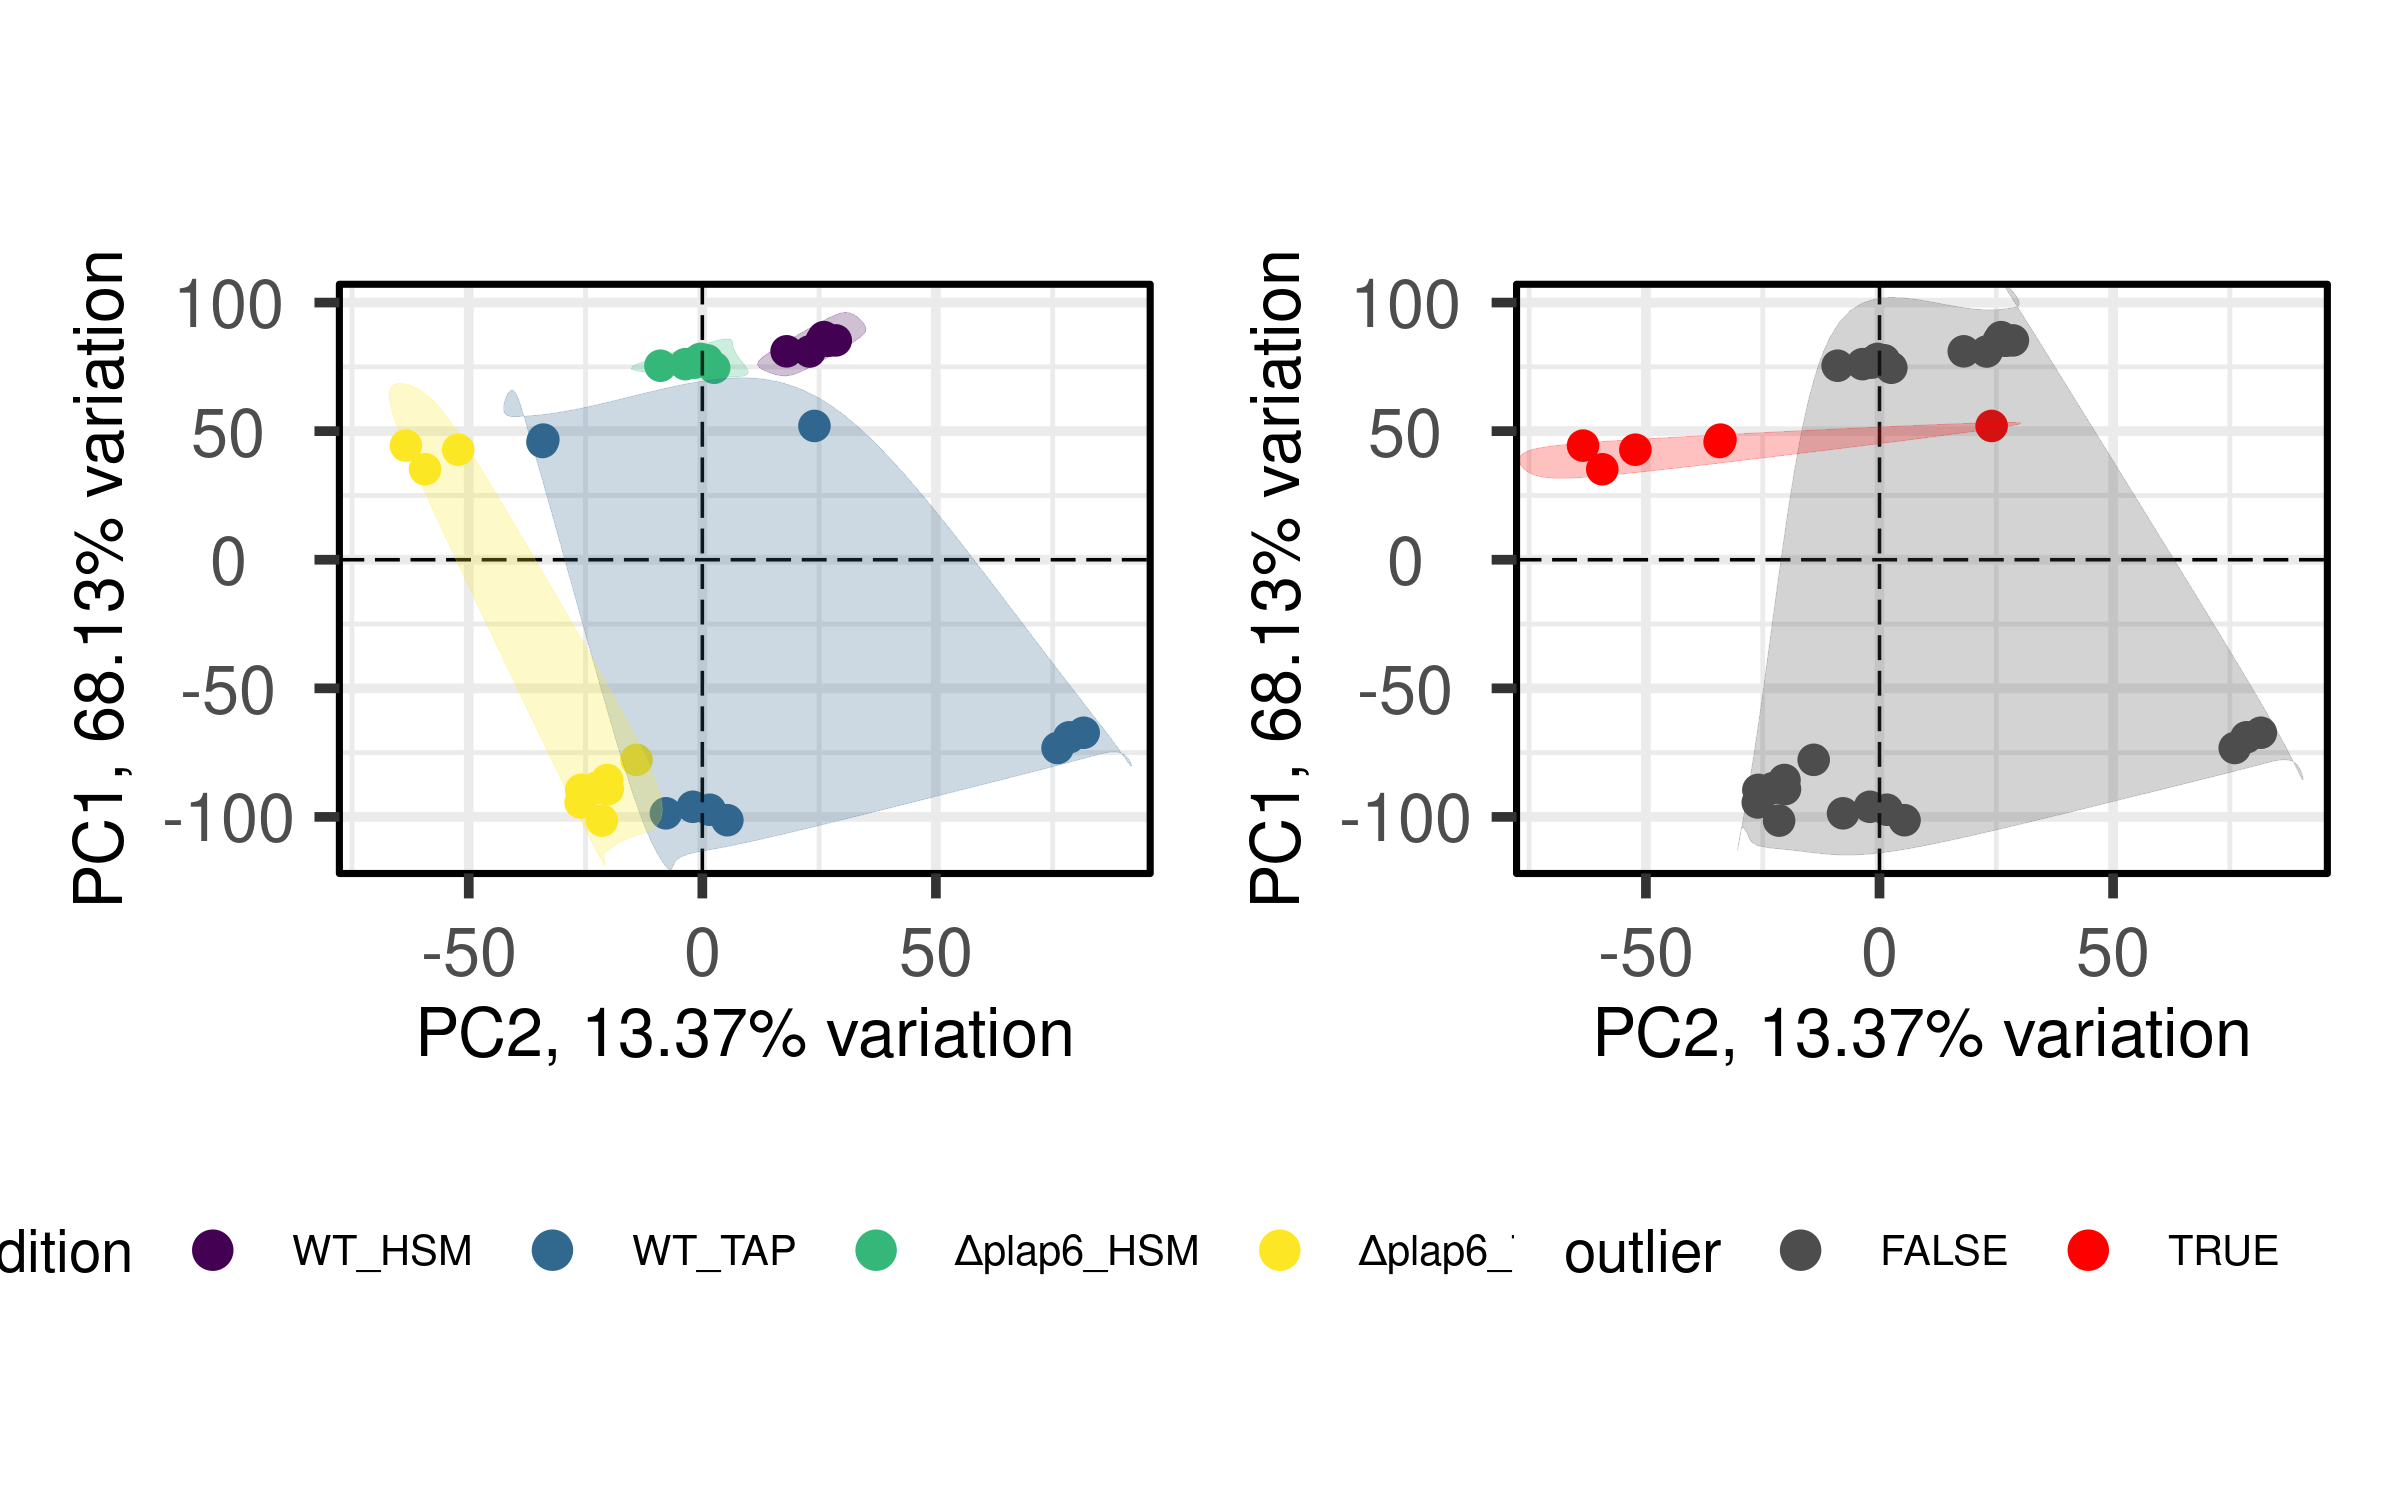 PC1, 68.13% variation
100
50
0
-50
-100
-50 0 50
PC2, 13.37% variation
PC1, 68.13% variation
100
50
0
-50
-100
-50 0 50
PC2, 13.37% variation
dition WT_HSM WT_TAP Δplap6_HSM Δplap6_
outlier FALSE TRUE